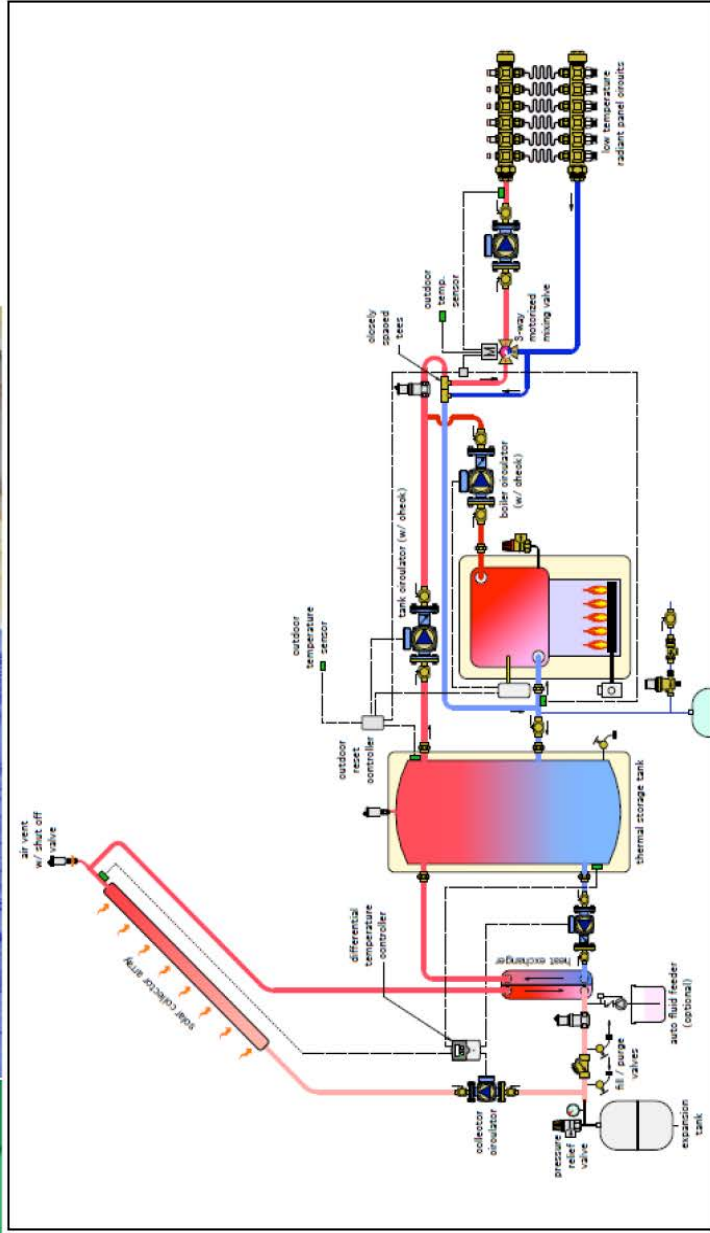 air vent
w/ shut off
valve
solar collector array
outdoor
temperature
sensor
outdoor
reset
controller
differential
temperature
controller
tank circulator (w/ check)
closely
spaced
tees
outdoor
temp.
sensor
M
3-way
motorized
mixing valve
low temperature
radiant panel circuits
boiler circulator
(w/ check)
thermal storage tank
heat exchanger
collector
circulator
pressure
relief
valve
fill / purge
valves
auto fluid feeder
(optional)
expansion
tank